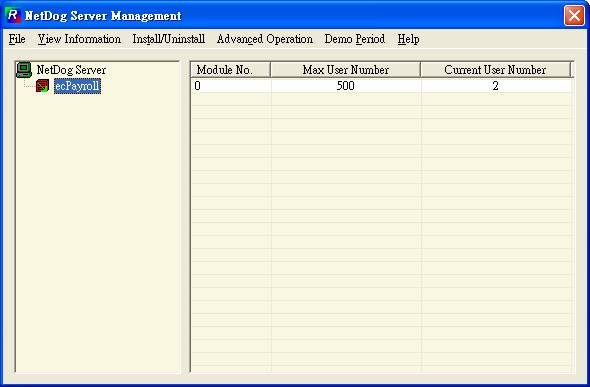 NetDog Server Management
File View Information Install/Uninstall Advanced Operation Demo Period Help
NetDog Server
ecPayroll
Module No. Max User Number Current User Number
0 500 2